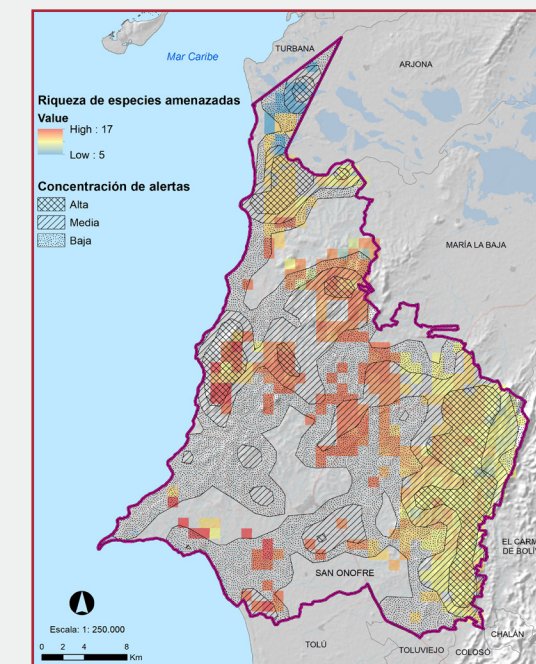 Mar Caribe
TURBANA
ARJONA
Riqueza de especies amenazadas
Value
High : 17
Low : 5
Concentración de alertas
Alta
Media
Baja
MARÍA LA BAJA
EL CARM
DE BOLÍV
SAN ONOFRE
CHALÁN
TOLÚ
TOLUVIEJO
COLOSÓ
Escala: 1: 250.000
0 2 4 8
Km